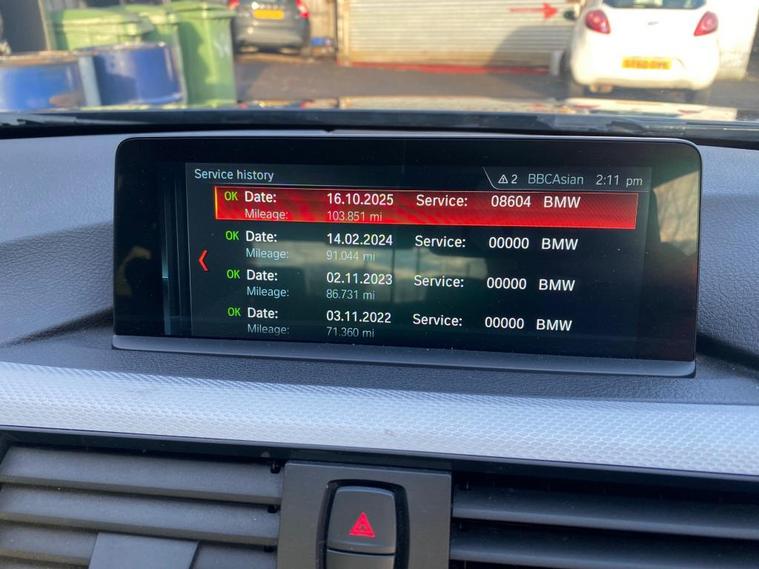 Service history
2 BBCAsian 2:11 pm
OK Date: 16.10.2025 Service: 08604 BMW
Mileage: 103.851 mi
OK Date: 14.02.2024 Service: 00000 BMW
Mileage: 91.044 mi
OK Date: 02.11.2023 Service: 00000 BMW
Mileage: 86.731 mi
OK Date: 03.11.2022 Service: 00000 BMW
Mileage: 71.360 mi